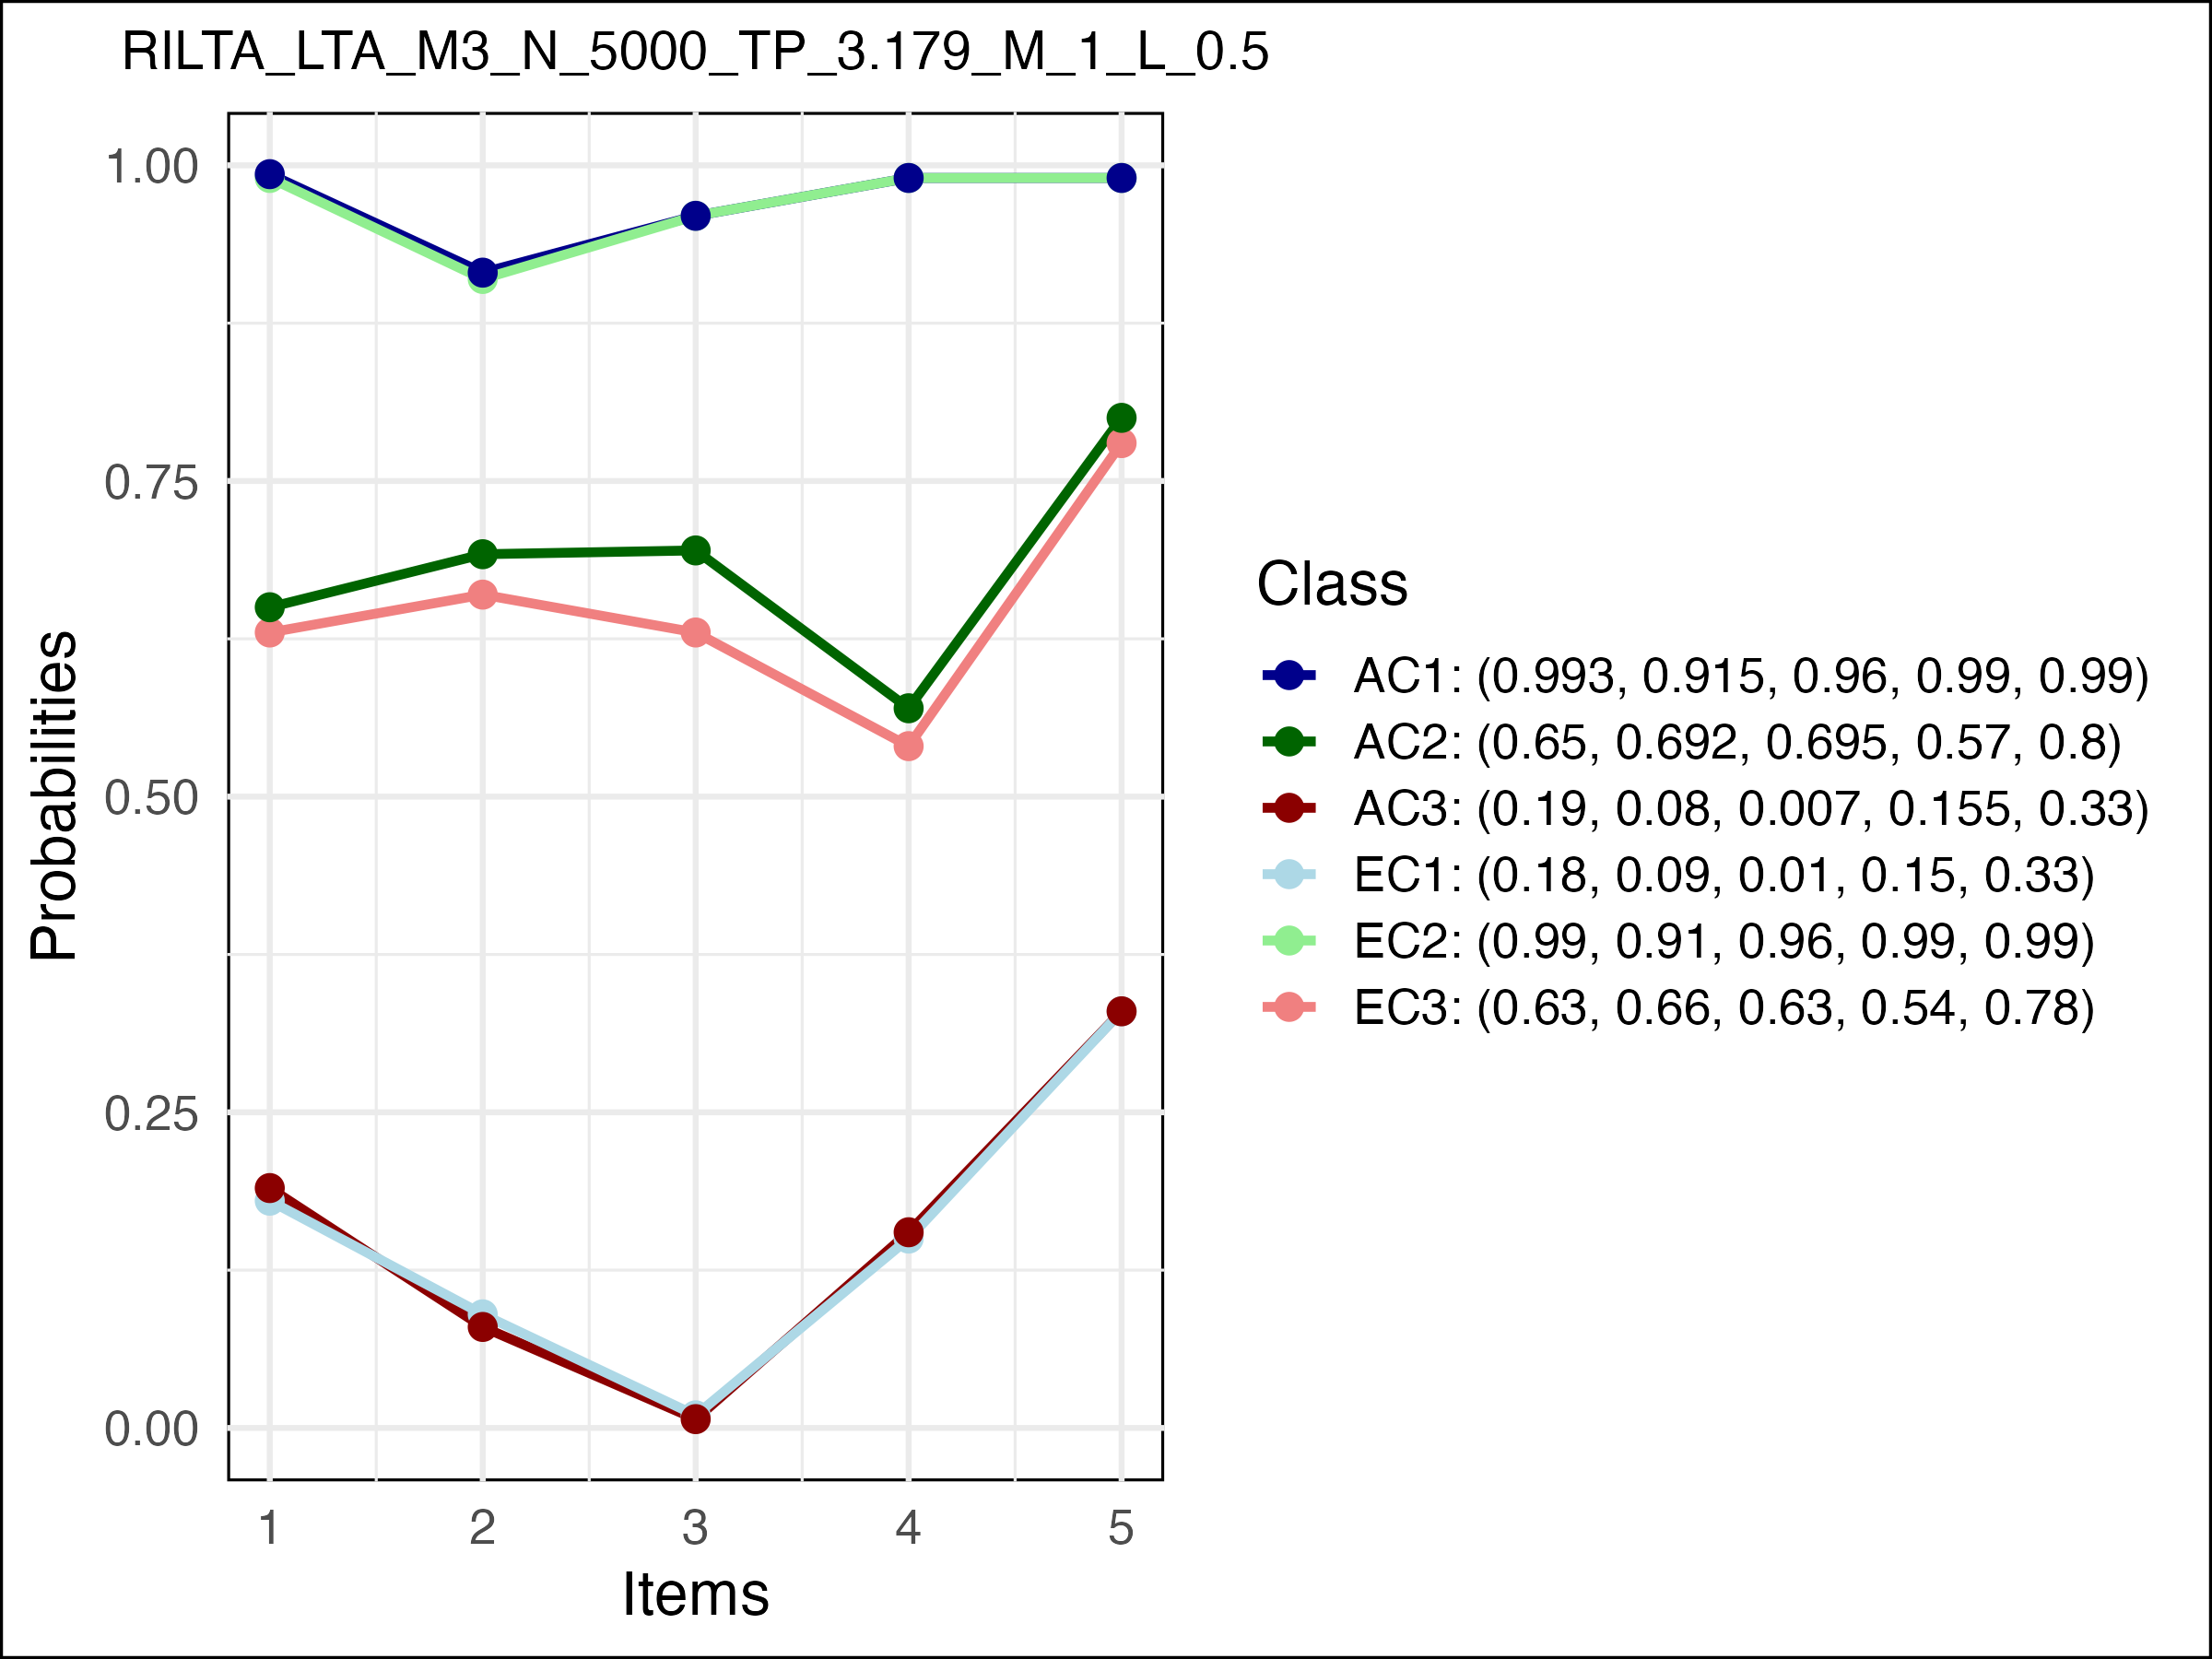 RILTA_LTA_M3_N_5000_TP_3.179_M_1_L_0.5
1.00
0.75
0.50
0.25
0.00
Probabilities
1 2 3 4 5
Items
Class
AC1: (0.993, 0.915, 0.96, 0.99, 0.99)
AC2: (0.65, 0.692, 0.695, 0.57, 0.8)
AC3: (0.19, 0.08, 0.007, 0.155, 0.33)
EC1: (0.18, 0.09, 0.01, 0.15, 0.33)
EC2: (0.99, 0.91, 0.96, 0.99, 0.99)
EC3: (0.63, 0.66, 0.63, 0.54, 0.78)